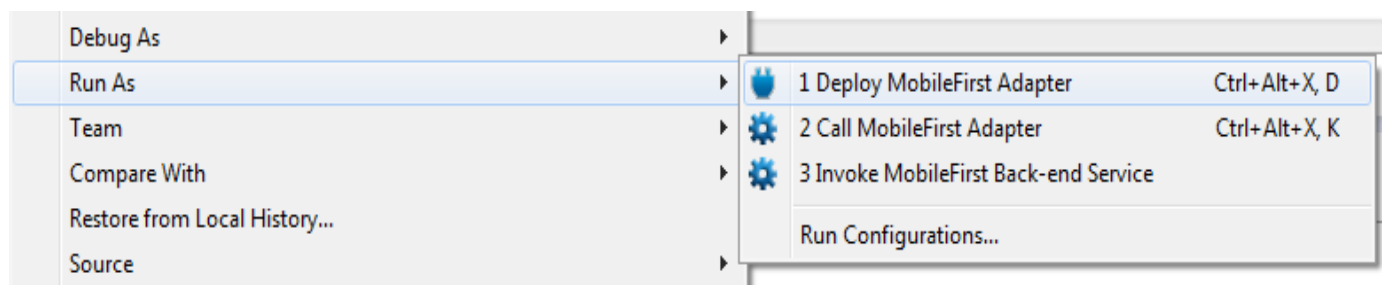 Debug As
Run As
Team
Compare With
Restore from Local History...
Source
1 Deploy MobileFirst Adapter Ctrl+Alt+X, D
2 Call MobileFirst Adapter Ctrl+Alt+X, K
3 Invoke MobileFirst Back-end Service
Run Configurations...